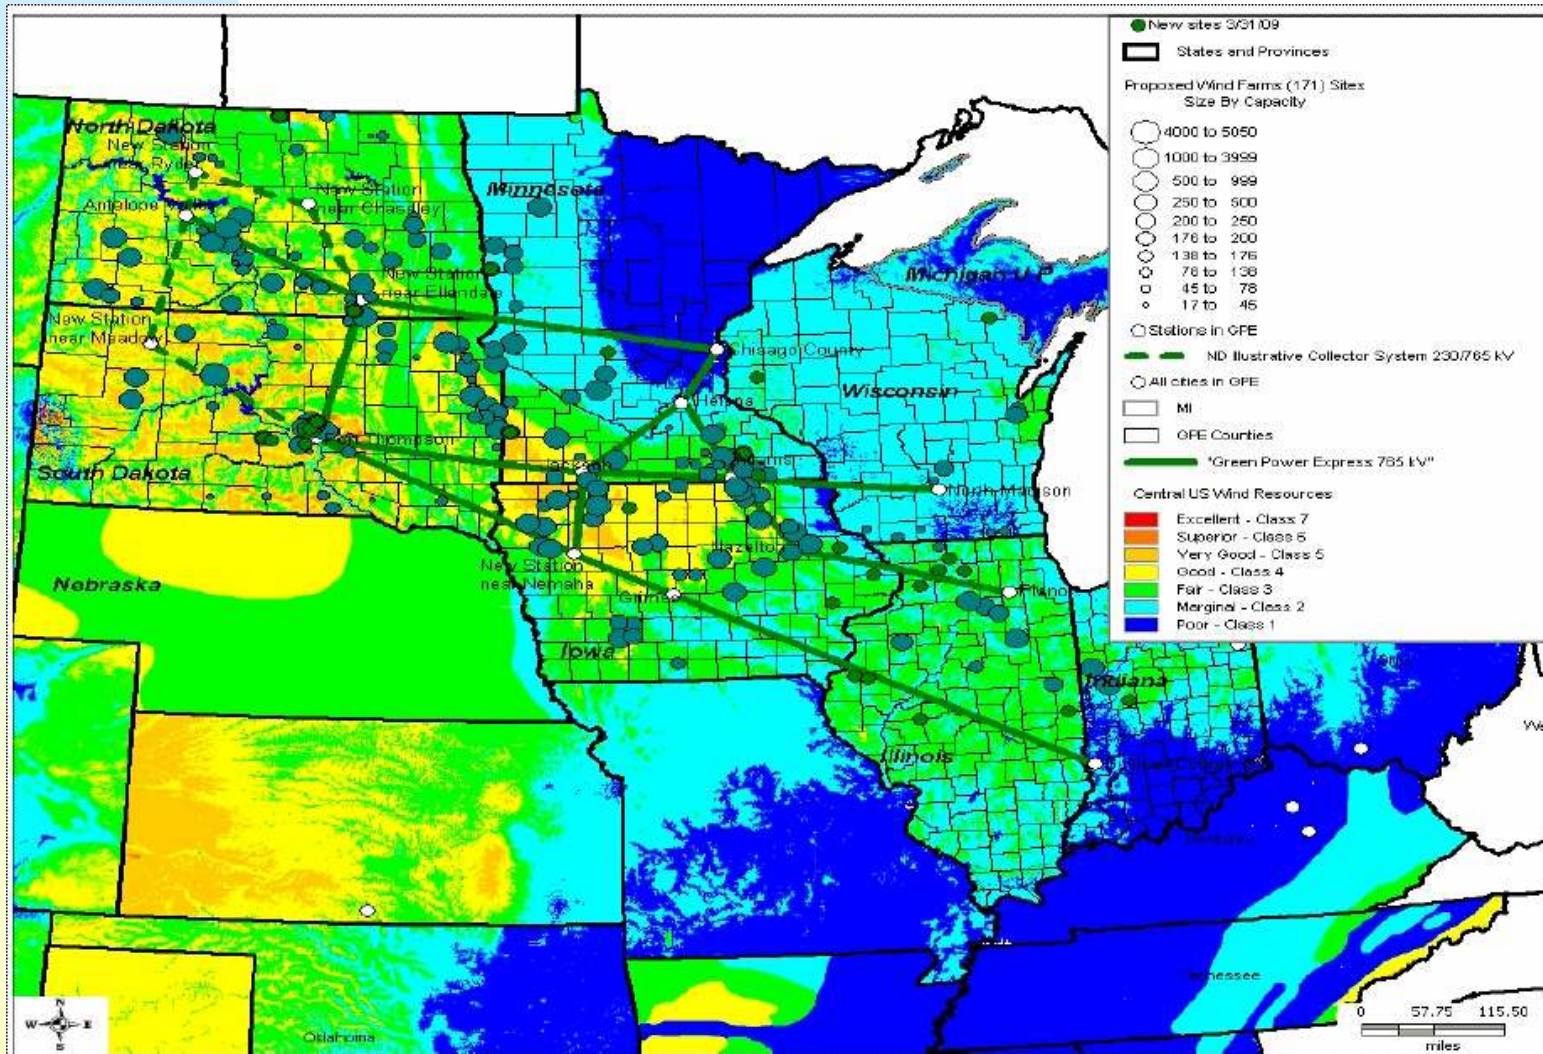 New sites 3/31/09
States and Provinces
Proposed Wind Farms (171) Sites
Size By Capacity
4000 to 5050
1000 to 3999
500 to 999
250 to 500
200 to 250
176 to 200
138 to 176
78 to 138
45 to 78
17 to 45
Stations in GPE
ND Illustrative Collector System 230/765 kV
All cities in GPE
MI
GPE Counties
"Green Power Express 765 kV"
Central US Wind Resources
Excellent - Class 7
Superior - Class 6
Very Good - Class 5
Good - Class 4
Fair - Class 3
Marginal - Class 2
Poor - Class 1
North Dakota
New Station
near Ryder
New Station
near Chaseley
Antelope Valley
Minnesota
Michigan U P
New Station
near Ellendale
New Station
near Meadow
Chisago County
Wisconsin
Helena
Fort Thompson
South Dakota
North Madison
Hazelton
Nebraska
New Station
near Nemaha
Grimes
Plano
Iowa
Indiana
Illinois
Tennessee
Oklahoma
N
W E
S
0 57.75 115.50
miles